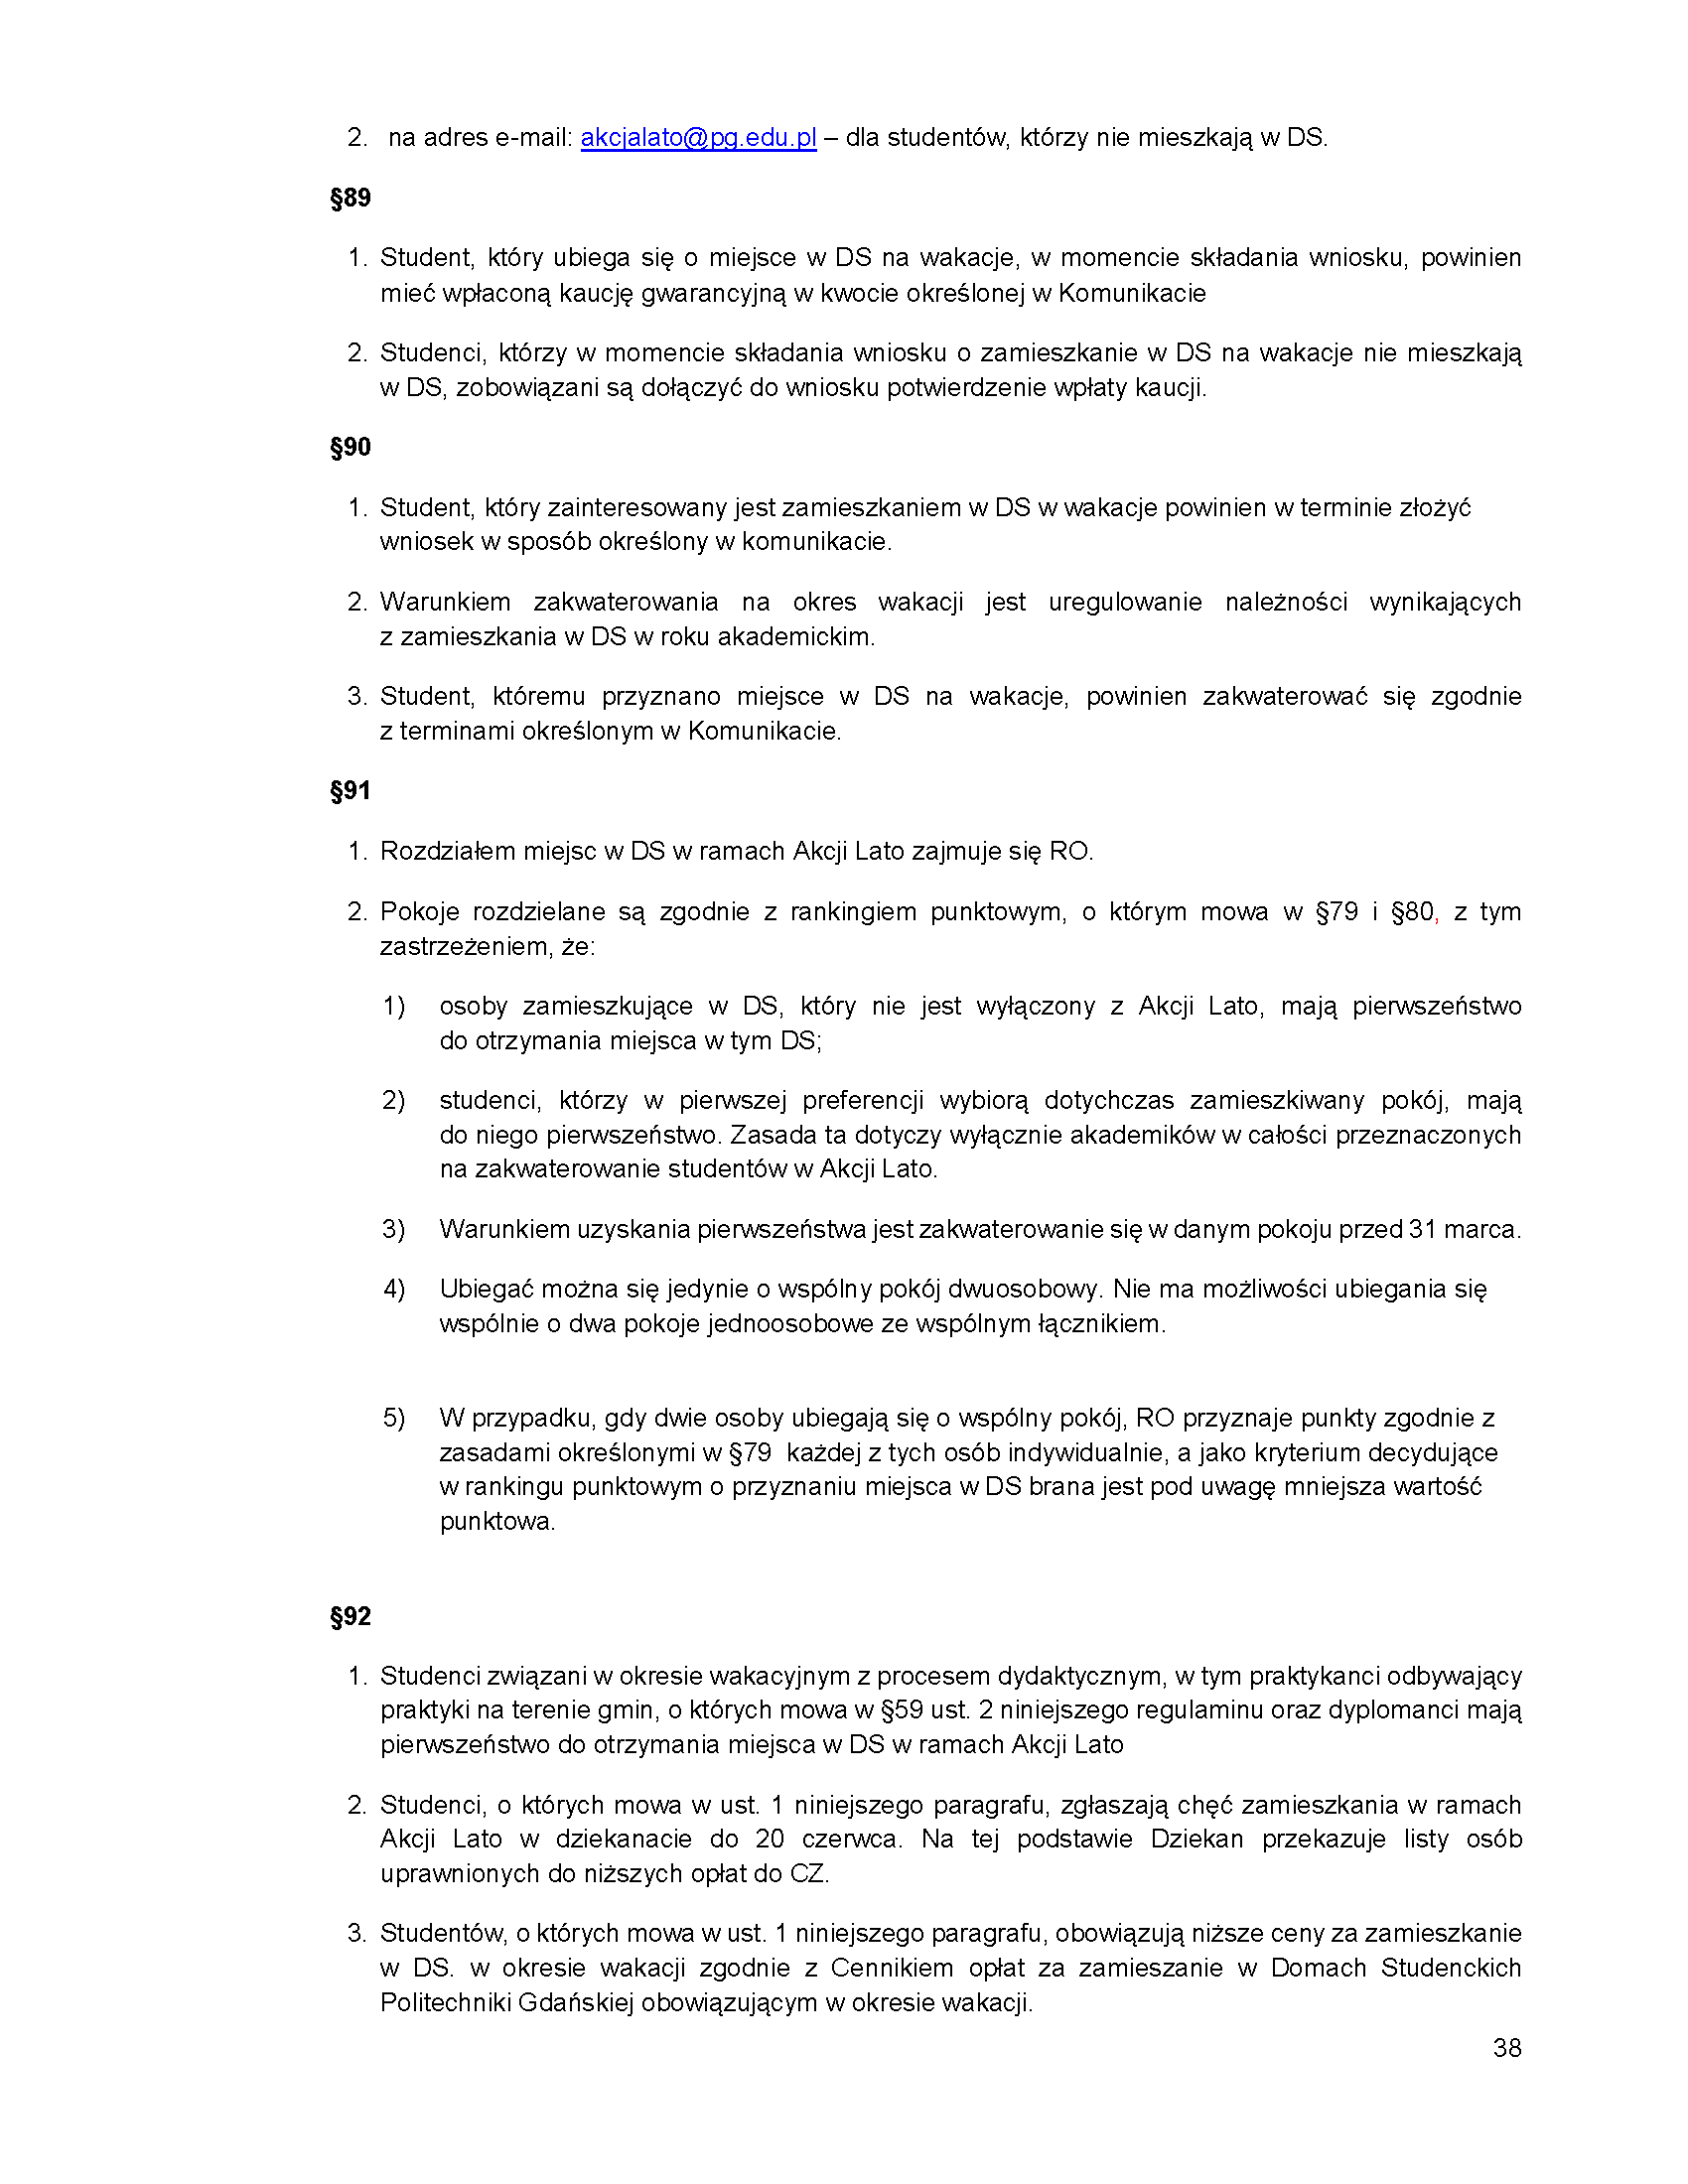 2. na adres e-mail: akcjalato@pg.edu.pl – dla studentów, którzy nie mieszkają w DS.
§89
1. Student, który ubiega się o miejsce w DS na wakacje, w momencie składania wniosku, powinien
mieć wpłaconą kaucję gwarancyjną w kwocie określonej w Komunikacie
2. Studenci, którzy w momencie składania wniosku o zamieszkanie w DS na wakacje nie mieszkają
w DS, zobowiązani są dołączyć do wniosku potwierdzenie wpłaty kaucji.
§90
1. Student, który zainteresowany jest zamieszkaniem w DS w wakacje powinien w terminie złożyć
wniosek w sposób określony w komunikacie.
2. Warunkiem zakwaterowania na okres wakacji jest uregulowanie należności wynikających
z zamieszkania w DS w roku akademickim.
3. Student, któremu przyznano miejsce w DS na wakacje, powinien zakwaterować się zgodnie
z terminami określonym w Komunikacie.
§91
1. Rozdziałem miejsc w DS w ramach Akcji Lato zajmuje się RO.
2. Pokoje rozdzielane są zgodnie z rankingiem punktowym, o którym mowa w §79 i §80, z tym
zastrzeżeniem, że:
1) osoby zamieszkujące w DS, który nie jest wyłączony z Akcji Lato, mają pierwszeństwo
do otrzymania miejsca w tym DS;
2) studenci, którzy w pierwszej preferencji wybiorą dotychczas zamieszkiwany pokój, mają
do niego pierwszeństwo. Zasada ta dotyczy wyłącznie akademików w całości przeznaczonych
na zakwaterowanie studentów w Akcji Lato.
3) Warunkiem uzyskania pierwszeństwa jest zakwaterowanie się w danym pokoju przed 31 marca.
4) Ubiegać można się jedynie o wspólny pokój dwuosobowy. Nie ma możliwości ubiegania się
wspólnie o dwa pokoje jednoosobowe ze wspólnym łącznikiem.
5) W przypadku, gdy dwie osoby ubiegają się o wspólny pokój, RO przyznaje punkty zgodnie z
zasadami określonymi w §79 każdej z tych osób indywidualnie, a jako kryterium decydujące
w rankingu punktowym o przyznaniu miejsca w DS brana jest pod uwagę mniejsza wartość
punktowa.
§92
1. Studenci związani w okresie wakacyjnym z procesem dydaktycznym, w tym praktykanci odbywający
praktyki na terenie gmin, o których mowa w §59 ust. 2 niniejszego regulaminu oraz dyplomanci mają
pierwszeństwo do otrzymania miejsca w DS w ramach Akcji Lato
2. Studenci, o których mowa w ust. 1 niniejszego paragrafu, zgłaszają chęć zamieszkania w ramach
Akcji Lato w dziekanacie do 20 czerwca. Na tej podstawie Dziekan przekazuje listy osób
uprawnionych do niższych opłat do CZ.
3. Studentów, o których mowa w ust. 1 niniejszego paragrafu, obowiązują niższe ceny za zamieszkanie
w DS. w okresie wakacji zgodnie z Cennikiem opłat za zamieszanie w Domach Studenckich
Politechniki Gdańskiej obowiązującym w okresie wakacji.
38